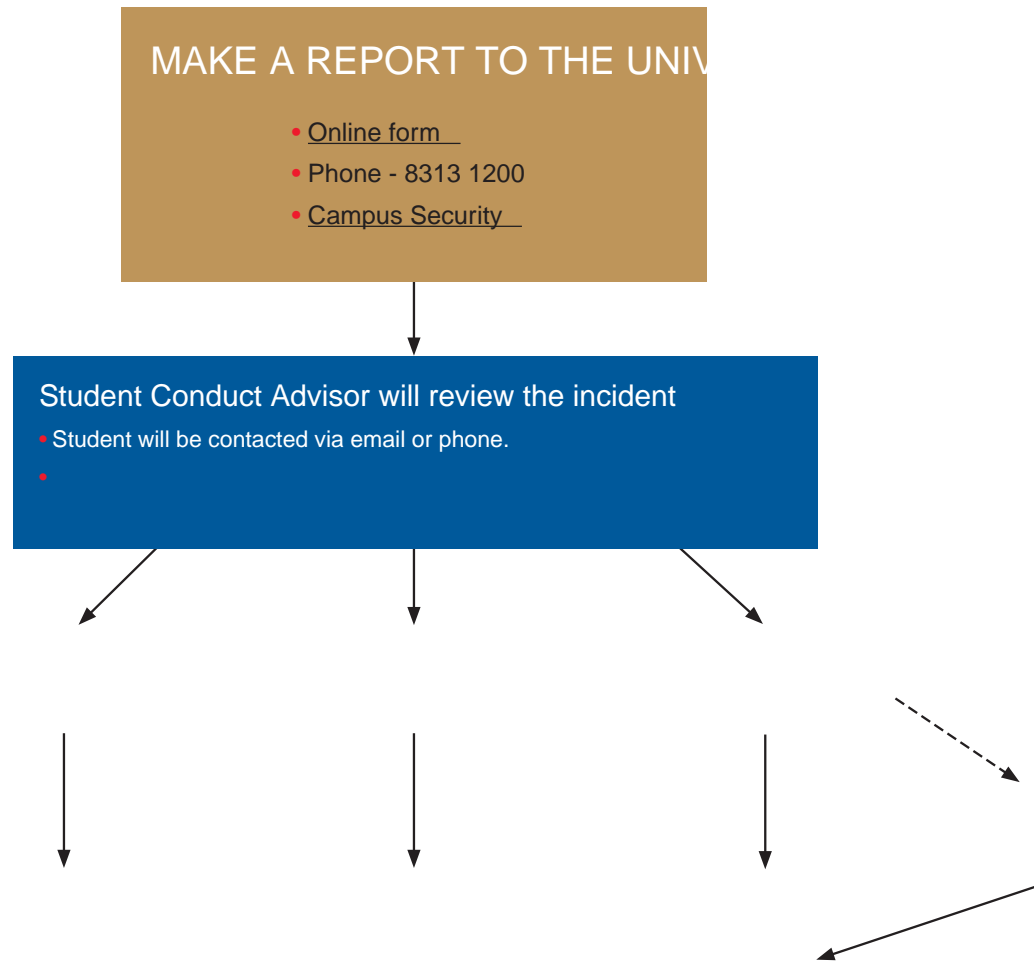 MAKE A REPORT TO THE UNIV
• Online form
• Phone - 8313 1200
• Campus Security
Student Conduct Advisor will review the incident
• Student will be contacted via email or phone.
•